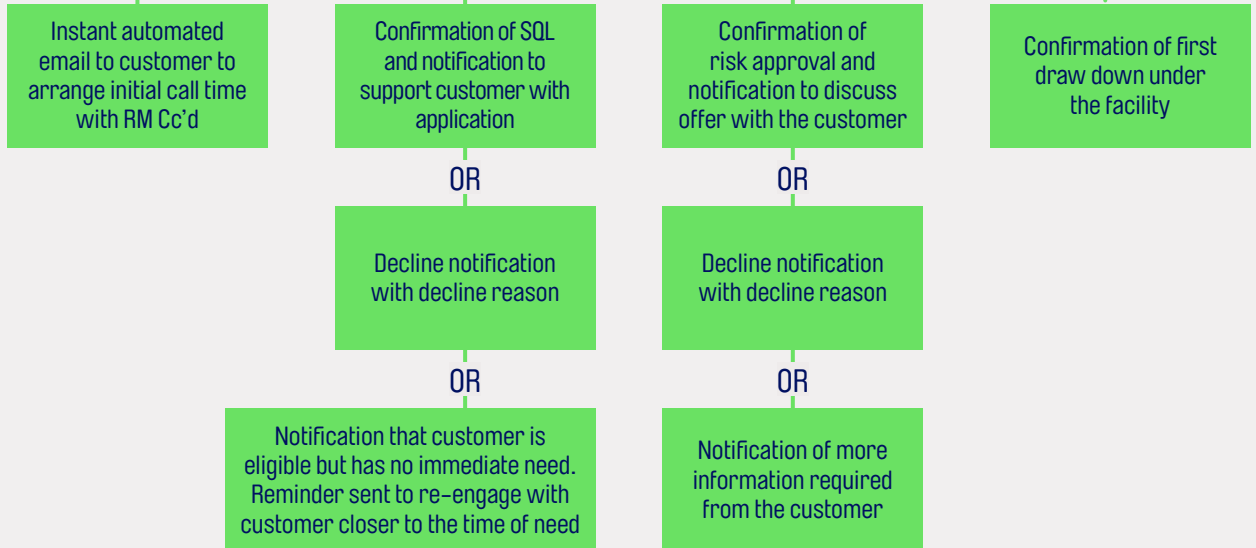 Instant automated
email to customer to
arrange initial call time
with RM Cc'd
Confirmation of SQL
and notification to
support customer with
application
OR
Decline notification
with decline reason
OR
Notification that customer is
eligible but has no immediate need.
Reminder sent to re-engage with
customer closer to the time of need
Confirmation of
risk approval and
notification to discuss
offer with the customer
OR
Decline notification
with decline reason
OR
Notification of more
information required
from the customer
Confirmation of first
draw down under
the facility